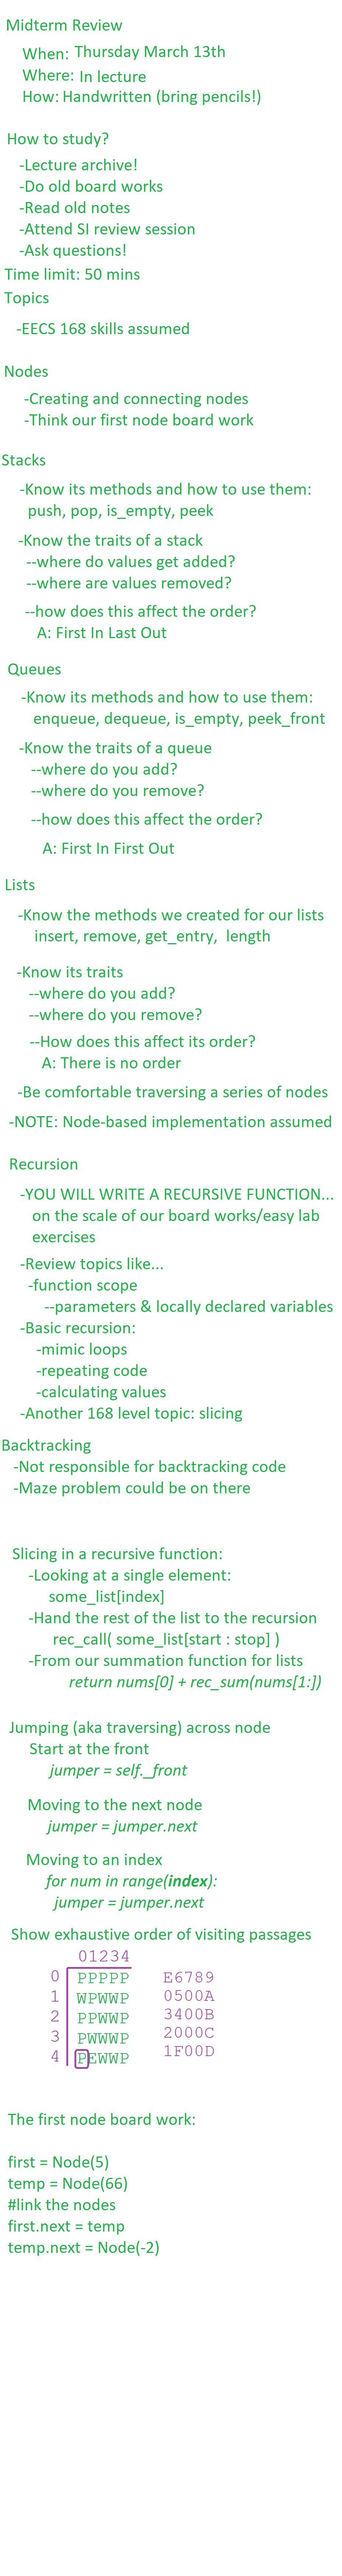 Midterm Review
When: Thursday March 13th
Where: In lecture
How: Handwritten (bring pencils!)
How to study?
-Lecture archive!
-Do old board works
-Read old notes
-Attend SI review session
-Ask questions!
Time limit: 50 mins
Topics
-EECS 168 skills assumed
Nodes
-Creating and connecting nodes
-Think our first node board work
Stacks
-Know its methods and how to use them:
push, pop, is_empty, peek
-Know the traits of a stack
--where do values get added?
--where are values removed?
--how does this affect the order?
A: First In Last Out
Queues
-Know its methods and how to use them:
enqueue, dequeue, is_empty, peek_front
-Know the traits of a queue
--where do you add?
--where do you remove?
--how does this affect the order?
A: First In First Out
Lists
-Know the methods we created for our lists
insert, remove, get_entry, length
-Know its traits
--where do you add?
--where do you remove?
--How does this affect its order?
A: There is no order
-Be comfortable traversing a series of nodes
-NOTE: Node-based implementation assumed
Recursion
-YOU WILL WRITE A RECURSIVE FUNCTION...
on the scale of our board works/easy lab
exercises
-Review topics like...
-function scope
--parameters & locally declared variables
-Basic recursion:
-mimic loops
-repeating code
-calculating values
-Another 168 level topic: slicing
Backtracking
-Not responsible for backtracking code
-Maze problem could be on there
Slicing in a recursive function:
-Looking at a single element:
some_list[index]
-Hand the rest of the list to the recursion
rec_call( some_list[start : stop] )
-From our summation function for lists
return nums[0] + rec_sum(nums[1:])
Jumping (aka traversing) across node
Start at the front
jumper = self._front
Moving to the next node
jumper = jumper.next
Moving to an index
for num in range(index):
jumper = jumper.next
Show exhaustive order of visiting passages
01234
0 PPPPP E6789
1 WPWWP 0500A
2 PPWWP 3400B
3 PWWWP 2000C
4 PEWWP 1F00D
The first node board work:
first = Node(5)
temp = Node(66)
#link the nodes
first.next = temp
temp.next = Node(-2)